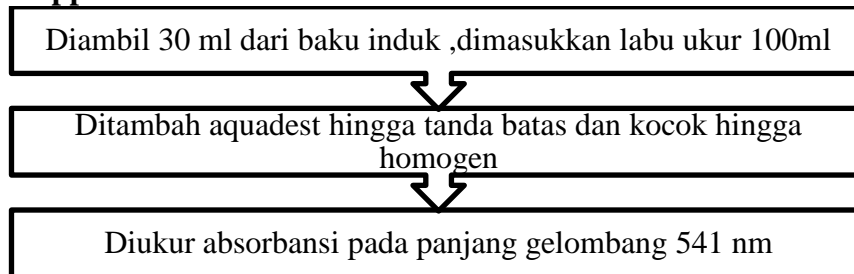 Diambil 30 ml dari baku induk ,dimasukkan labu ukur 100ml
Ditambah aquadest hingga tanda batas dan kocok hingga
homogen
Diukur absorbansi pada panjang gelombang 541 nm